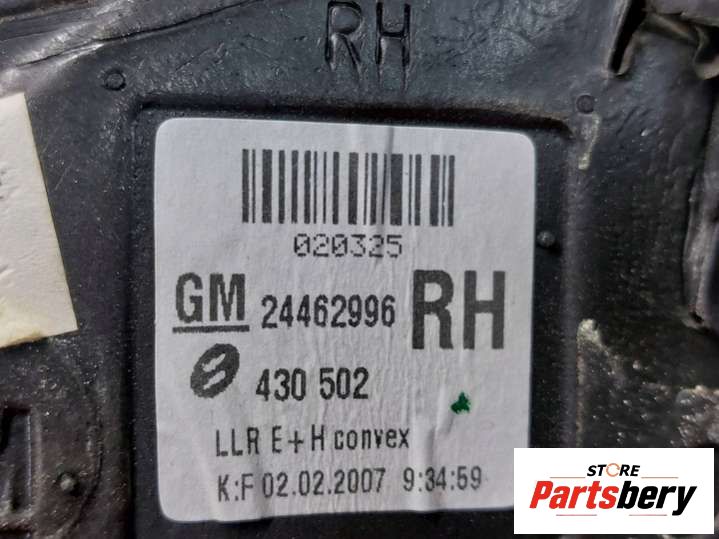 RH
020325
GM 24462996 RH
430 502
LLR E+H convex
K:F 02.02.2007 9:34:59
STORE
Partsbery